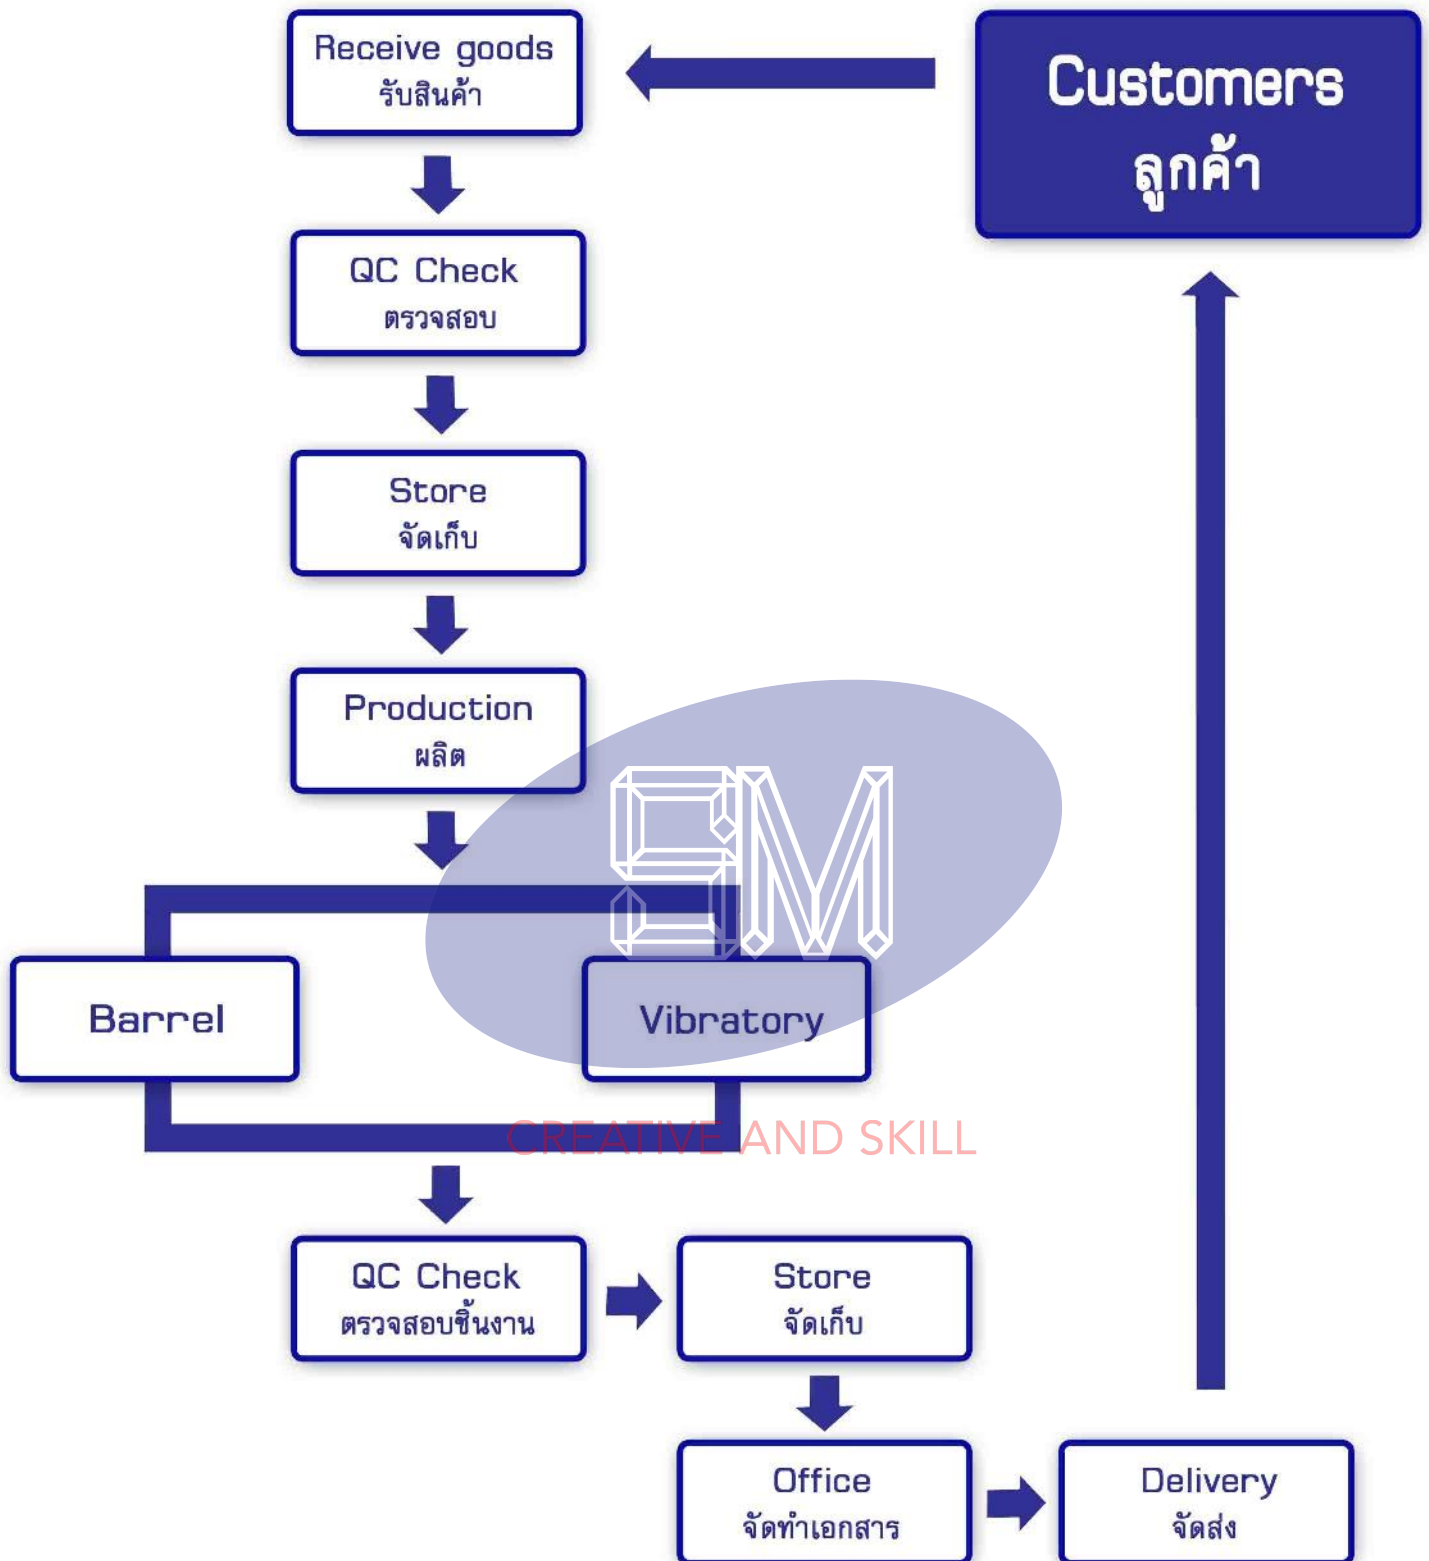 Receive goods
รับสินค้า
Customers
ลูกค้า
QC Check
ตรวจสอบ
Store
จัดเก็บ
Production
ผลิต
SM
Barrel
Vibratory
CREATIVE AND SKILL
QC Check
ตรวจสอบชิ้นงาน
Store
จัดเก็บ
Office
จัดทำเอกสาร
Delivery
จัดส่ง